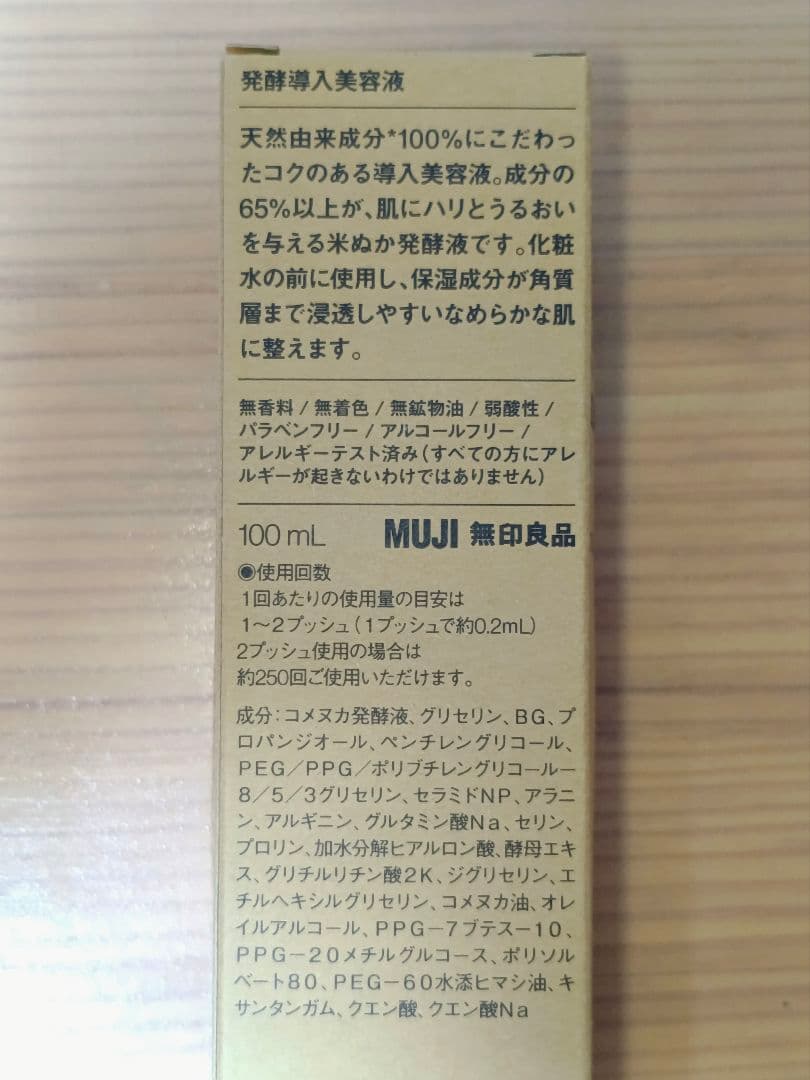 発酵導入美容液
天然由来成分*100%にこだわっ
たコクのある導入美容液。成分の
65%以上が、肌にハリとうるおい
を与える米ぬか発酵液です。化粧
水の前に使用し、保湿成分が角質
層まで浸透しやすいなめらかな肌
に整えます。
無香料 / 無着色 / 無鉱物油 / 弱酸性 /
パラベンフリー / アルコールフリー /
アレルギーテスト済み(すべての方にアレ
ルギーが起きないわけではありません)
100 mL MUJI 無印良品
◉使用回数
1回あたりの使用量の目安は
1～2プッシュ(1プッシュで約0.2mL)
2プッシュ使用の場合は
約250回ご使用いただけます。
成分：コメヌカ発酵液、グリセリン、BG、プ
ロパンジオール、ペンチレングリコール、
PEG／PPG／ポリブチレングリコールー
8／5／3グリセリン、セラミドNP、アラニ
ン、アルギニン、グルタミン酸Na、セリン、
プロリン、加水分解ヒアルロン酸、酵母エキ
ス、グリチルリチン酸2K、ジグリセリン、エ
チルヘキシルグリセリン、コメヌカ油、オレ
イルアルコール、PPG－7ブテス－10、
PPG－20メチルグルコース、ポリソル
ベート80、PEG－60水添ヒマシ油、キ
サンタンガム、クエン酸、クエン酸Na